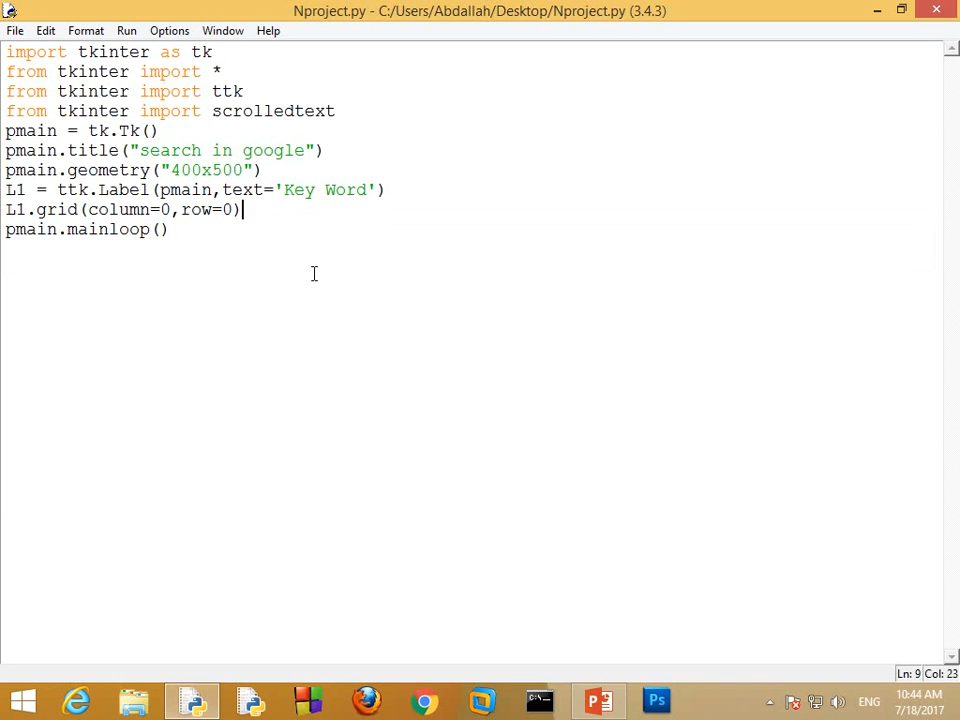 Nproject.py - C:/Users/Abdallah/Desktop/Nproject.py (3.4.3)
File Edit Format Run Options Window Help
import tkinter as tk
from tkinter import *
from tkinter import ttk
from tkinter import scrolledtext
pmain = tk.Tk()
pmain.title("search in google")
pmain.geometry("400x500")
L1 = ttk.Label(pmain,text='Key Word')
L1.grid(column=0,row=0)
pmain.mainloop()
Ln: 9 Col: 23
Ps
ENG
10:44 AM
7/18/2017